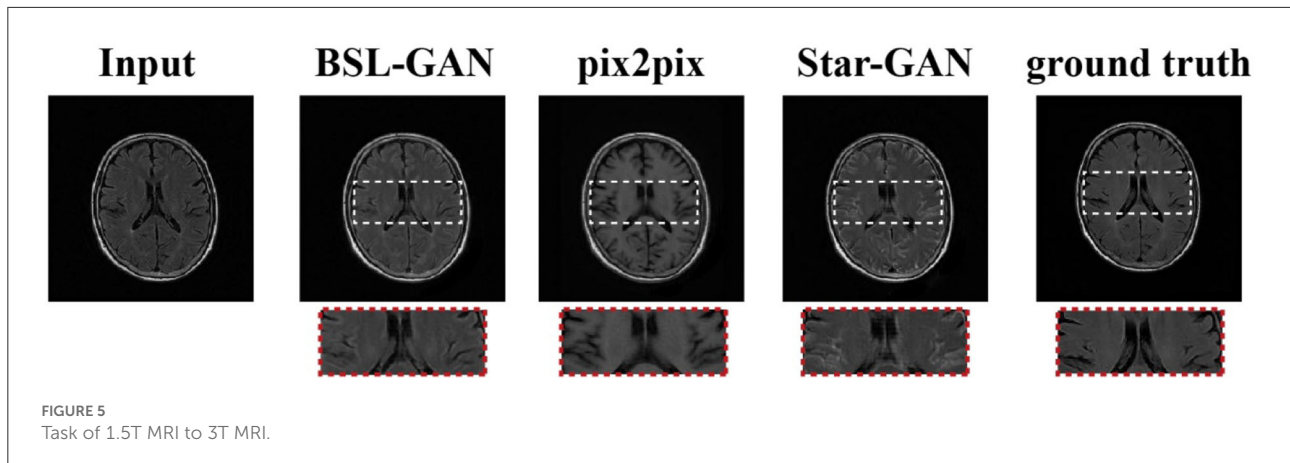 Input BSL-GAN pix2pix Star-GAN ground truth
FIGURE 5
Task of 1.5T MRI to 3T MRI.